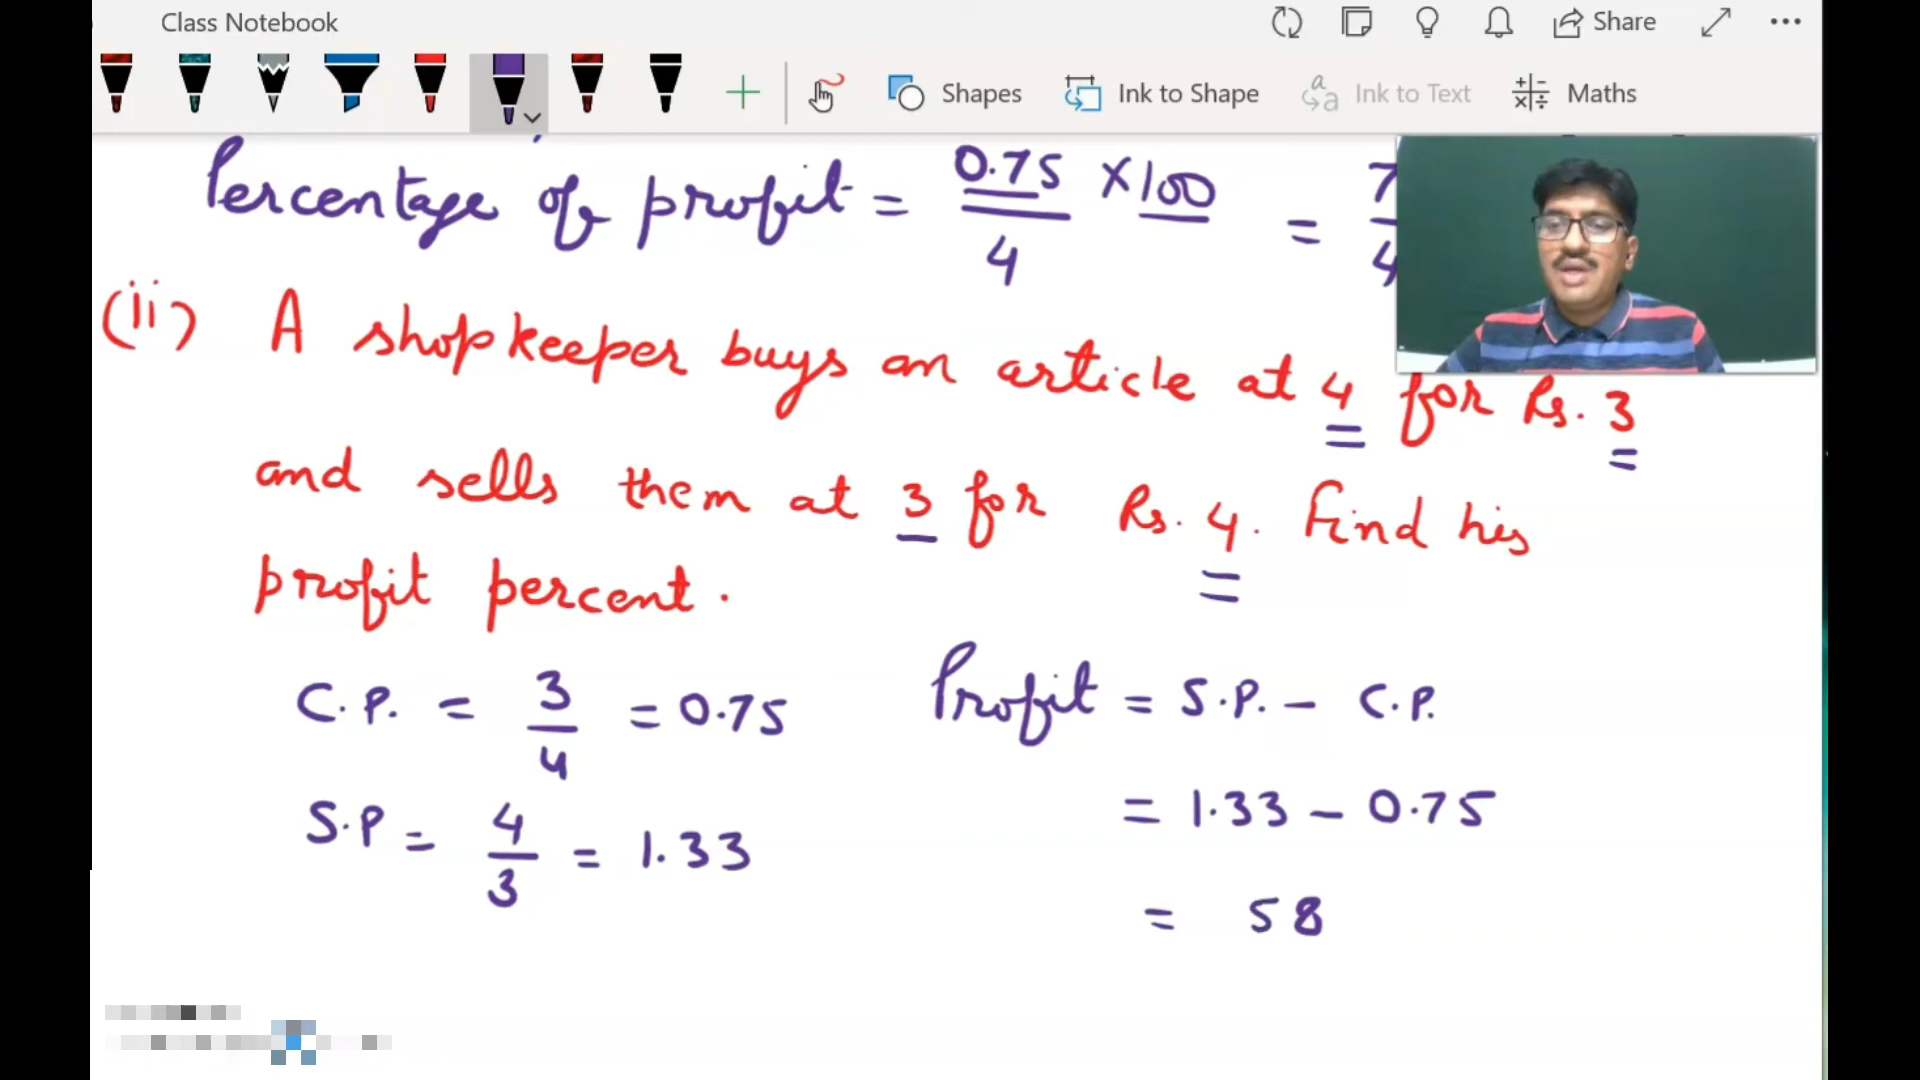 Class Notebook
Share
Shapes
Ink to Shape
Ink to Text
Maths
Percentage of profit = 0.75/4 × 100 = 7/4
(ii) A shopkeeper buys an article at 4 for Rs. 3
and sells them at 3 for Rs. 4. Find his
profit percent.
C.P. = 3/4 = 0.75
S.P = 4/3 = 1.33
Profit = S.P. - C.P.
= 1.33 - 0.75
= 58